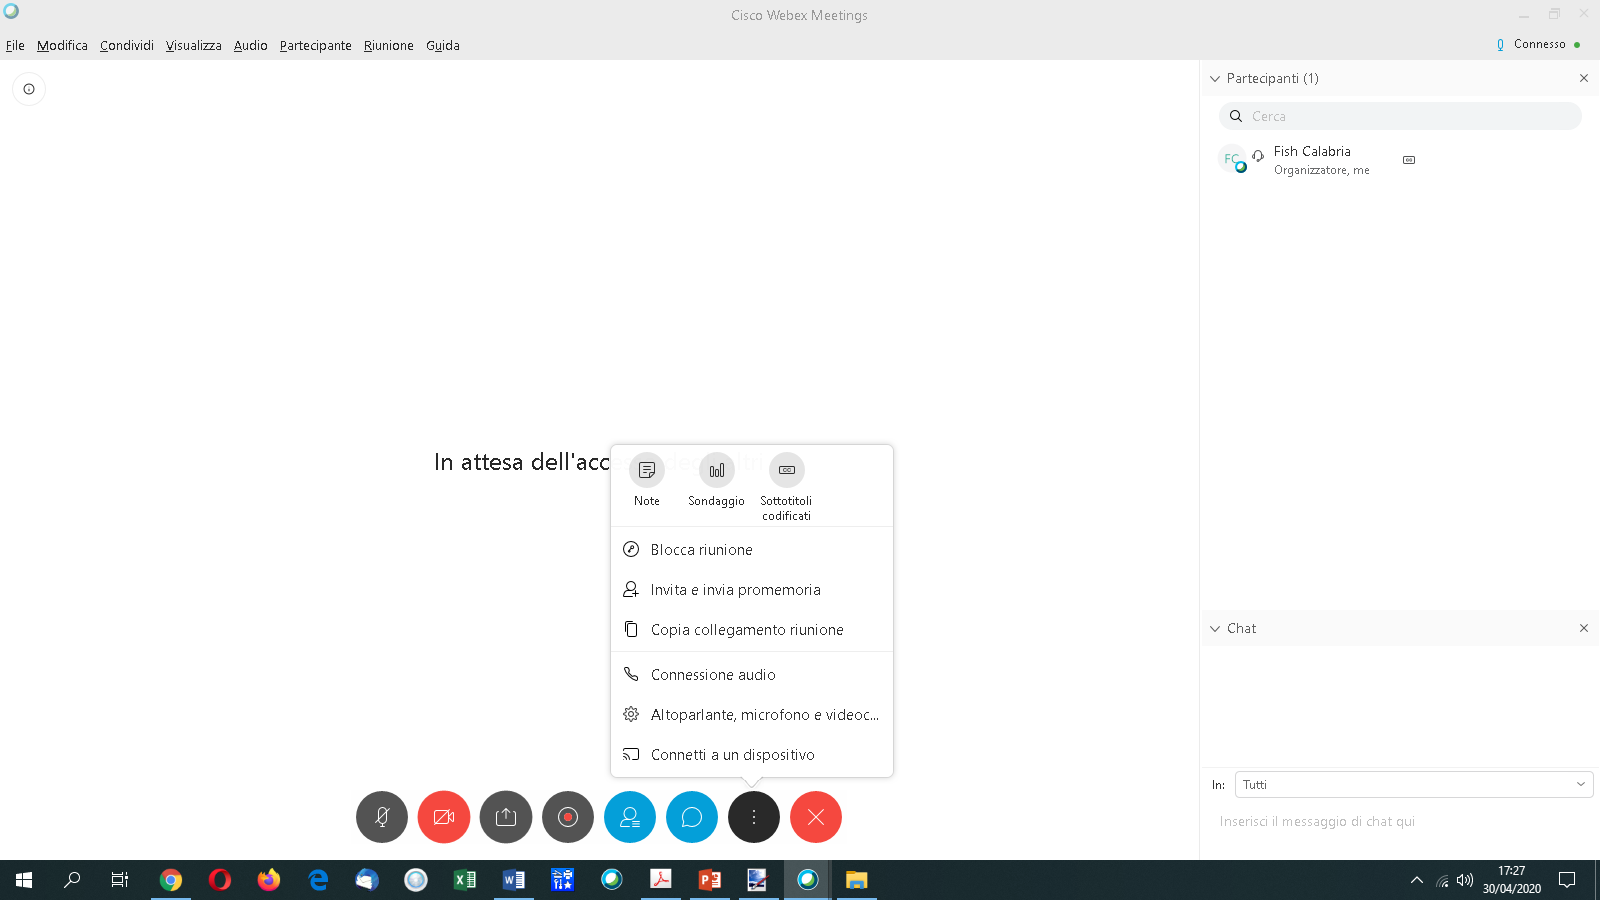 Cisco Webex Meetings
File Modifica Condividi Visualizza Audio Partecipante Riunione Guida
Connesso
Partecipanti (1)
Cerca
FC
Fish Calabria
Organizzatore, me
In attesa dell'acc
Note
Sondaggio
Sottotitoli
codificati
Blocca riunione
Invita e invia promemoria
Copia collegamento riunione
Connessione audio
Altoparlante, microfono e videoc...
Connetti a un dispositivo
Chat
In:
Tutti
Inserisci il messaggio di chat qui
17:27
30/04/2020